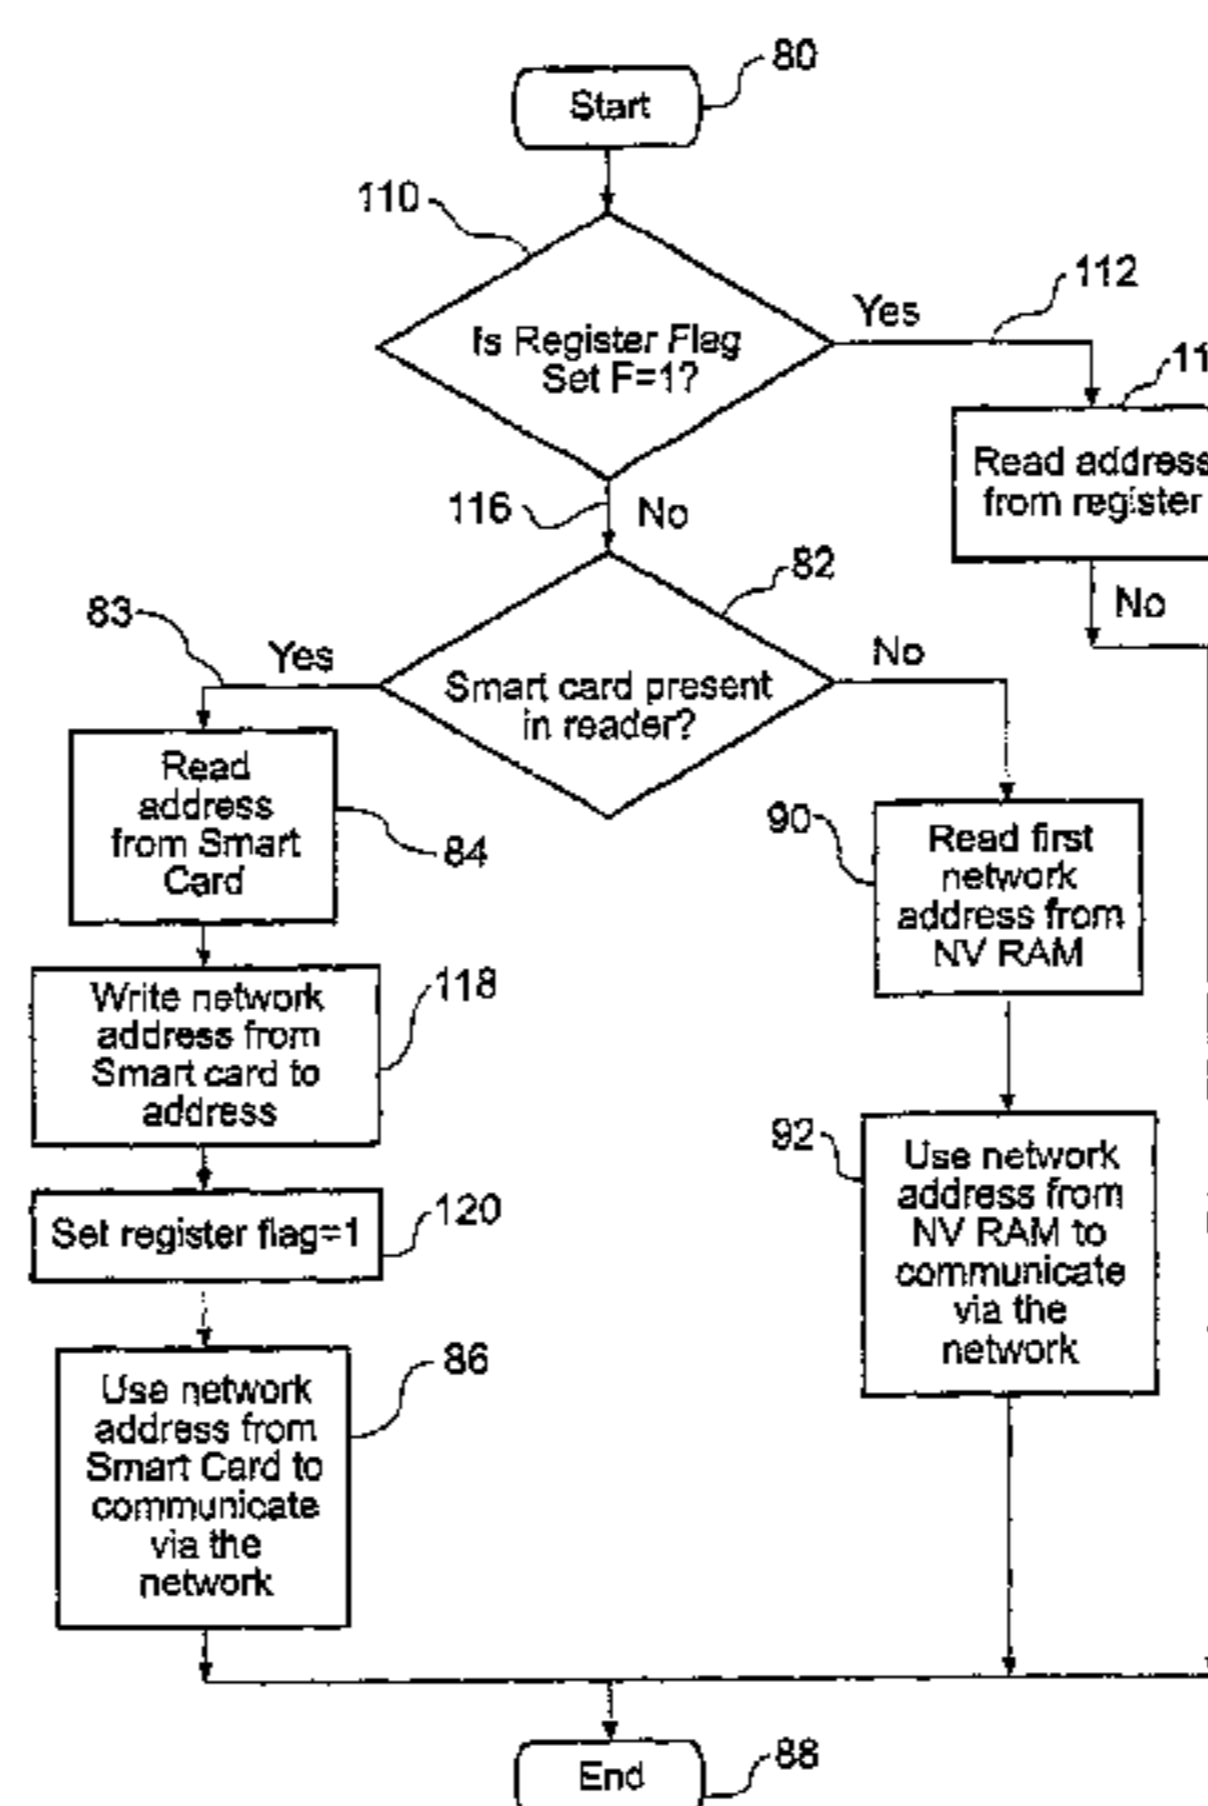 80
Start
110
112
Yes
Is Register Flag
Set F=1?
Read address
from register
116
No
82
No
83
Yes
No
Smart card present
in reader?
Read
address
from Smart
Card
84
90
Read first
network
address from
NV RAM
118
Write network
address from
Smart card to
address
92
Use network
address from
NV RAM to
communicate
via the
network
120
Set register flag=1
86
Use network
address from
Smart Card to
communicate
via the
network
88
End